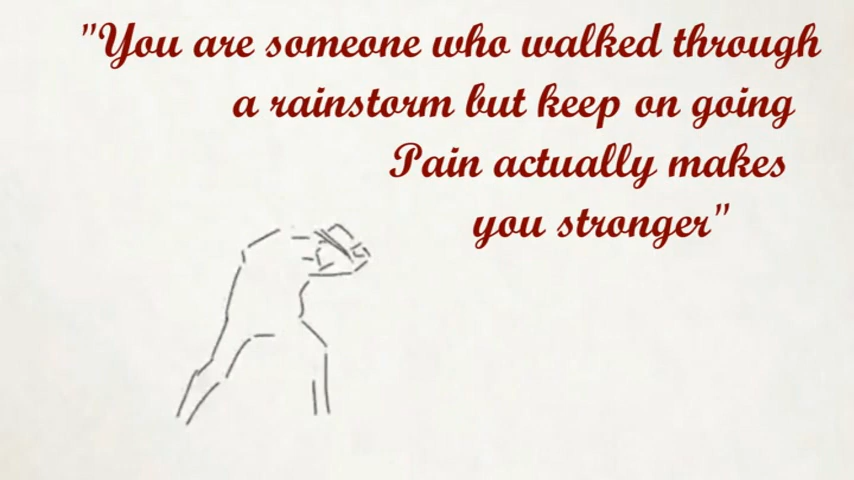 "You are someone who walked through
a rainstorm but keep on going
Pain actually makes
you stronger"